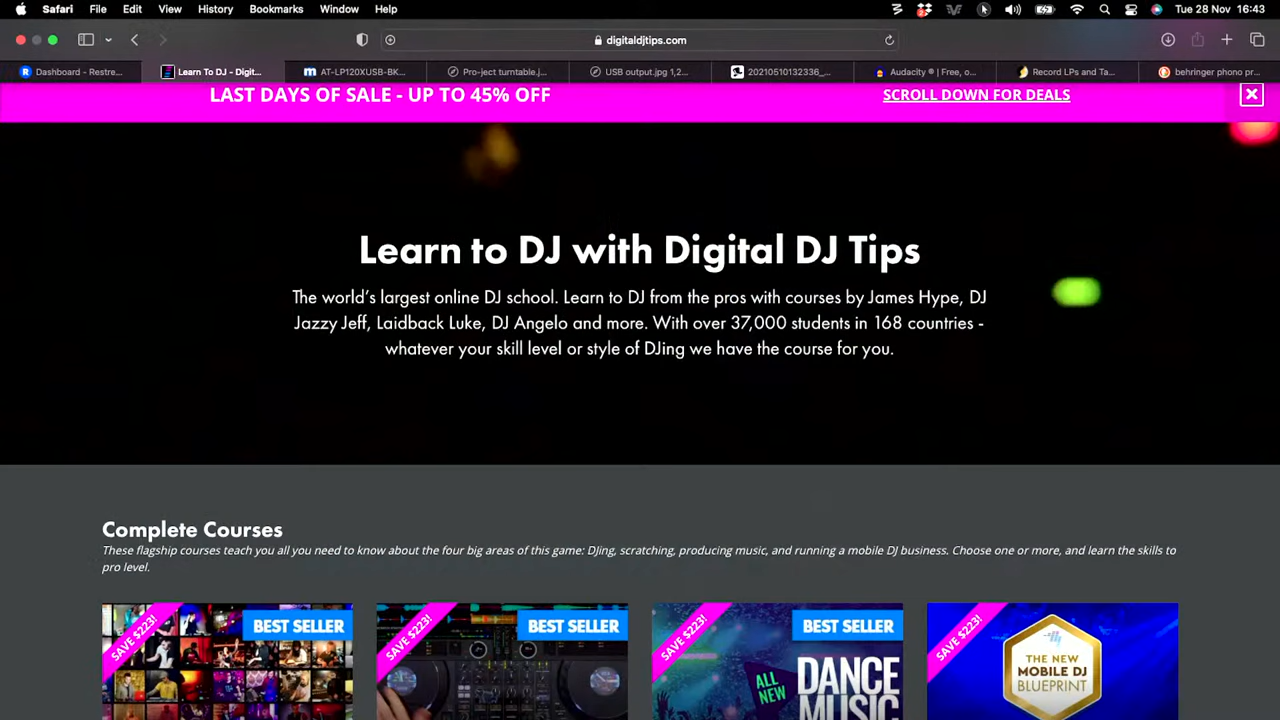 Safari File Edit View History Bookmarks Window Help 2 Tue 28 Nov 16:43
digitaldjtips.com
Dashboard - Restre... Learn To DJ - Digit... AT-LP120XUSB-BK... Pro-ject turntable.j... USB output.jpg 1,2... 20210510132336_... Audacity ® | Free, o... Record LPs and Ta... behringer phono pr...
LAST DAYS OF SALE - UP TO 45% OFF SCROLL DOWN FOR DEALS
Learn to DJ with Digital DJ Tips
The world's largest online DJ school. Learn to DJ from the pros with courses by James Hype, DJ
Jazzy Jeff, Laidback Luke, DJ Angelo and more. With over 37,000 students in 168 countries -
whatever your skill level or style of DJing we have the course for you.
Complete Courses
These flagship courses teach you all you need to know about the four big areas of this game: DJing, scratching, producing music, and running a mobile DJ business. Choose one or more, and learn the skills to
pro level.
SAVE $223!
BEST SELLER
SAVE $223!
BEST SELLER
SAVE $223!
BEST SELLER
ALL
NEW
DANCE
MUSIC
SAVE $223!
THE NEW
MOBILE DJ
BLUEPRINT